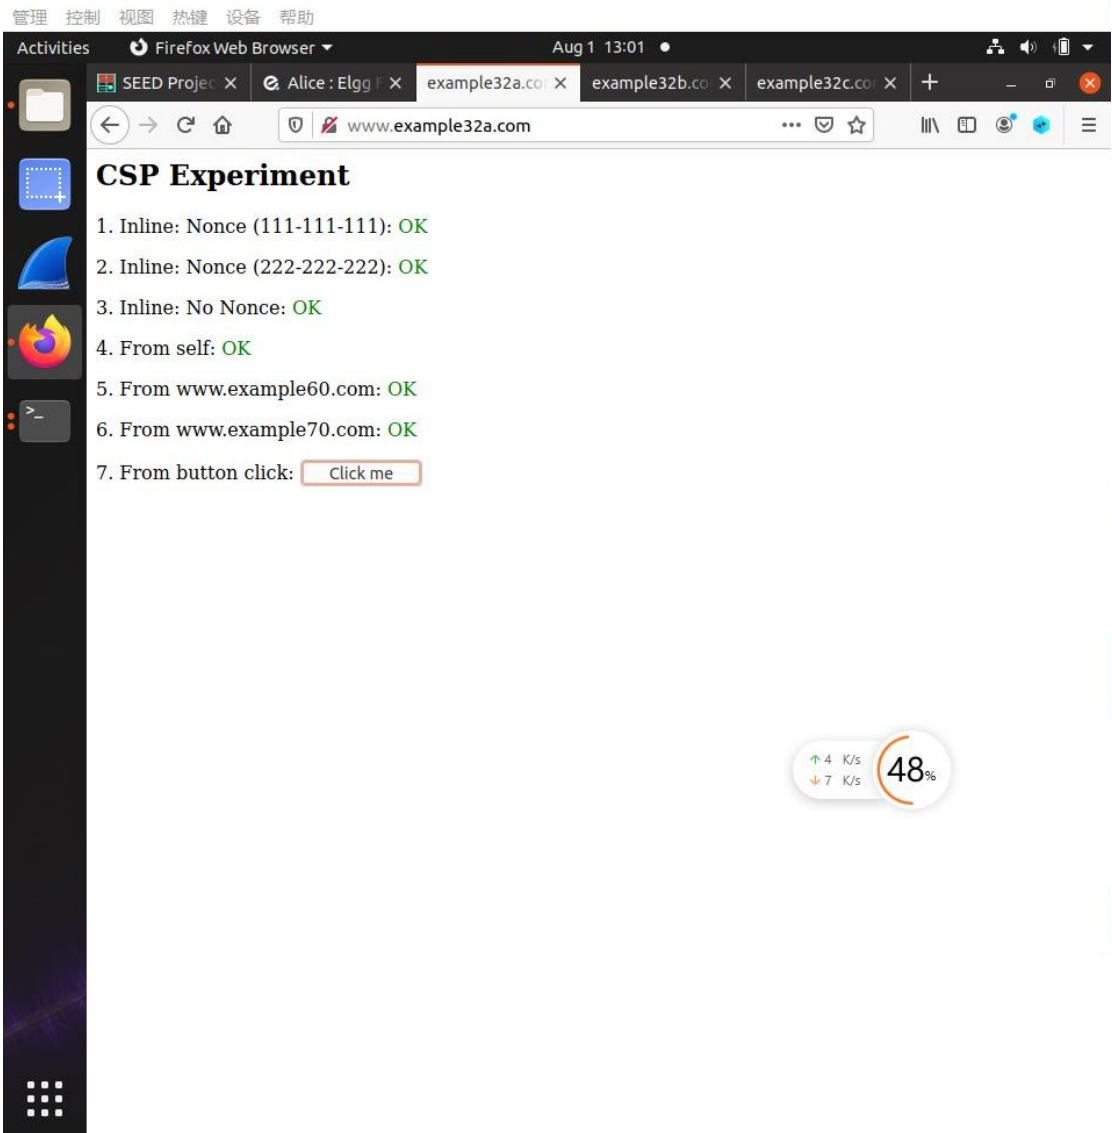 管理 控制 视图 热键 设备 帮助
Activities Firefox Web Browser Aug 1 13:01
SEED Projec Alice : Elgg F example32a.co example32b.co example32c.co
www.example32a.com
CSP Experiment
1. Inline: Nonce (111-111-111): OK
2. Inline: Nonce (222-222-222): OK
3. Inline: No Nonce: OK
4. From self: OK
5. From www.example60.com: OK
6. From www.example70.com: OK
7. From button click: Click me
4 K/s
7 K/s
48%